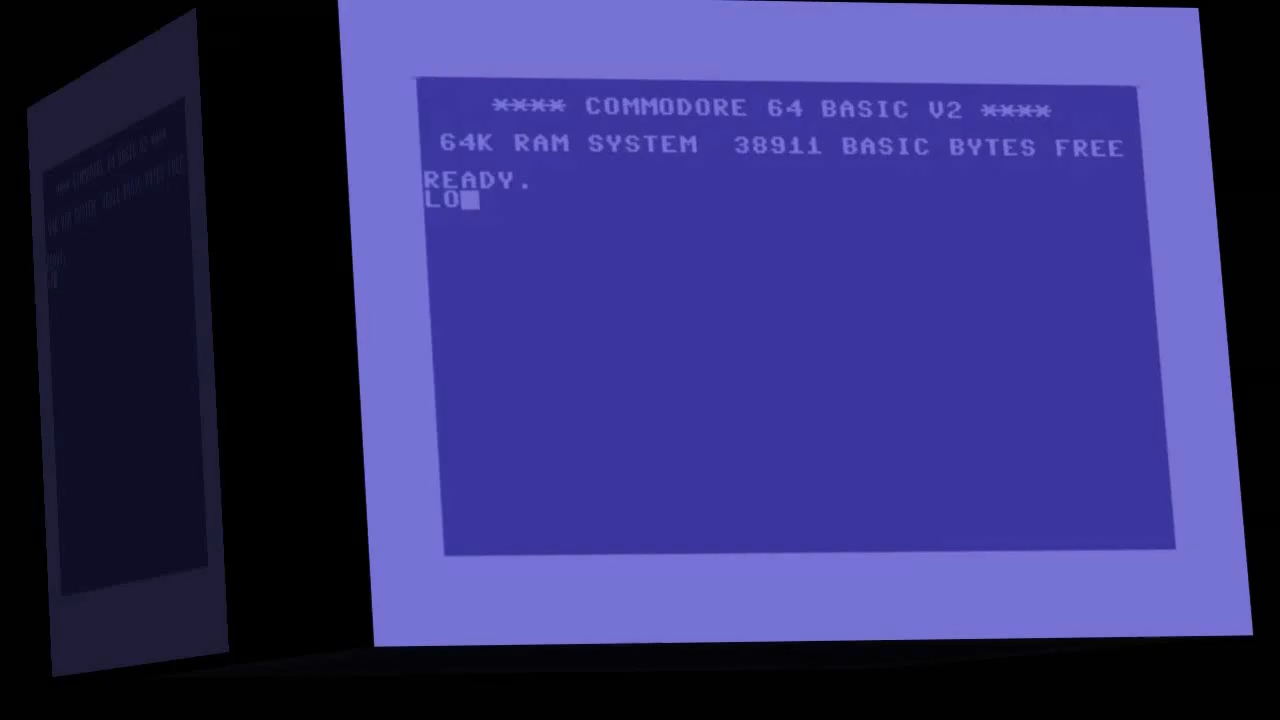 **** COMMODORE 64 BASIC V2 ****
64K RAM SYSTEM  38911 BASIC BYTES FREE
READY.
LO